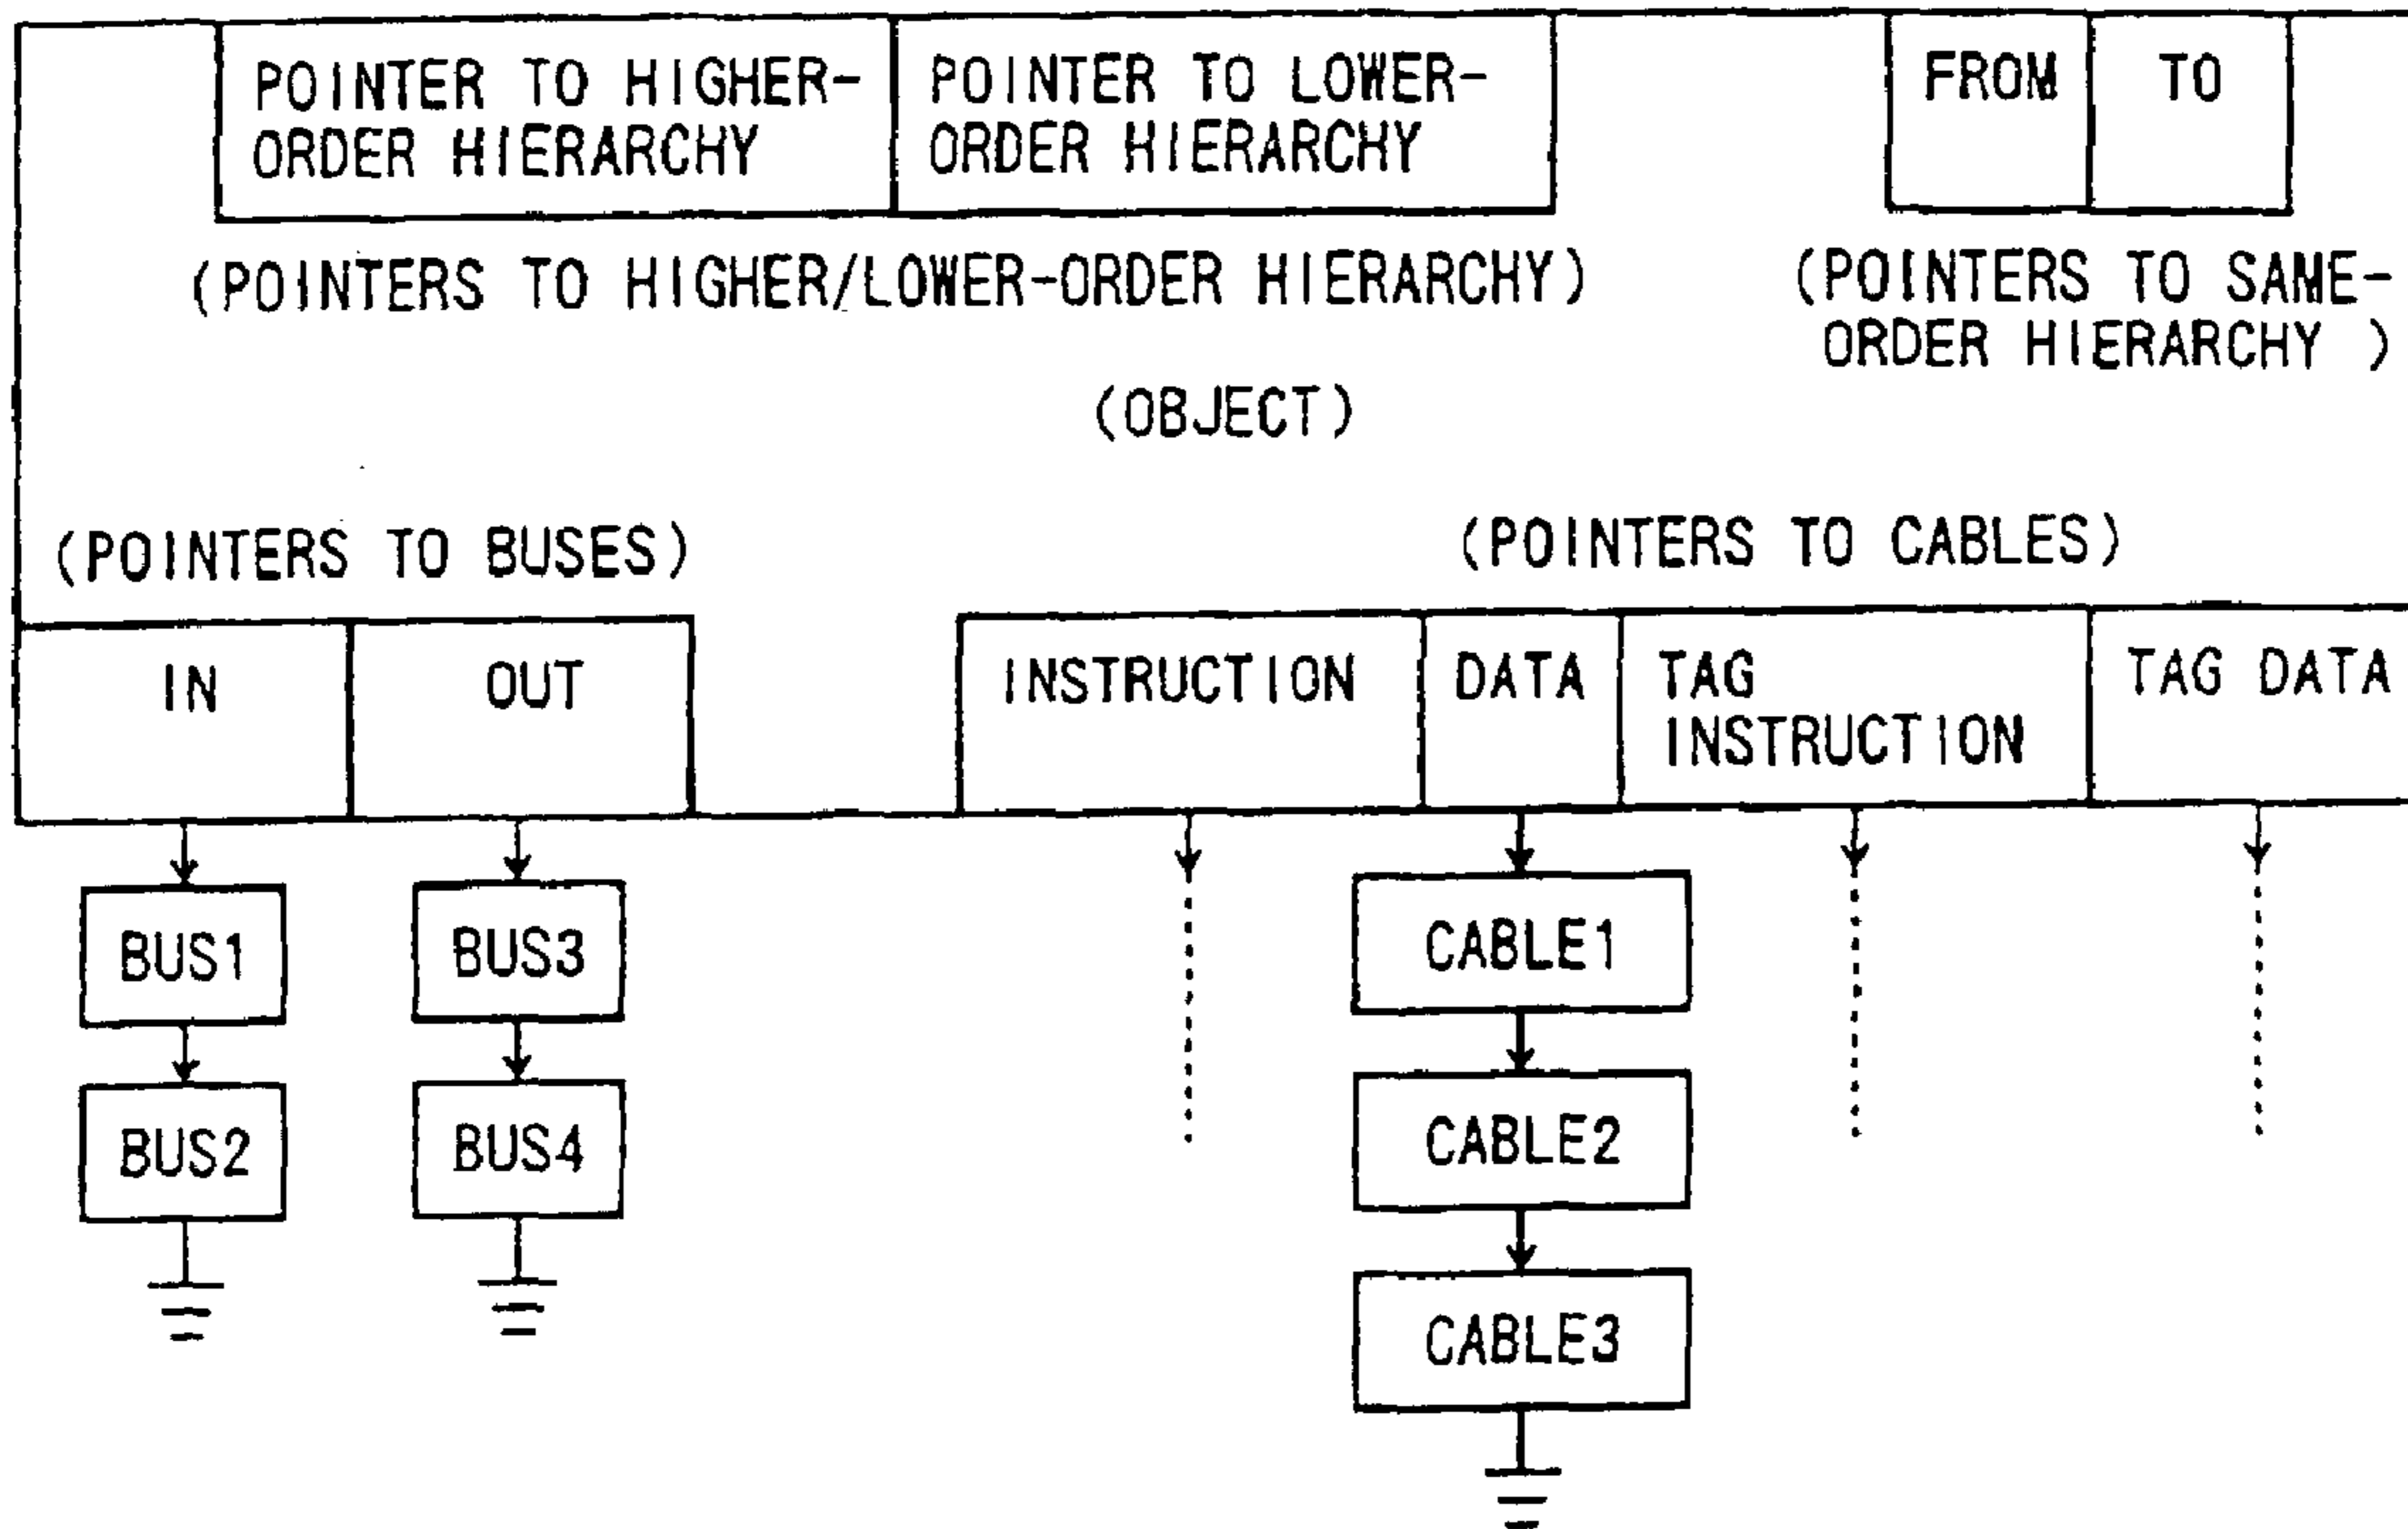 POINTER TO HIGHER-
ORDER HIERARCHY
POINTER TO LOWER-
ORDER HIERARCHY
FROM
TO
(POINTERS TO HIGHER/LOWER-ORDER HIERARCHY)
(POINTERS TO SAME-
ORDER HIERARCHY )
(OBJECT)
(POINTERS TO BUSES)
(POINTERS TO CABLES)
IN
OUT
INSTRUCTION
DATA
TAG
INSTRUCTION
TAG DATA
BUS1
BUS3
CABLE1
BUS2
BUS4
CABLE2
CABLE3